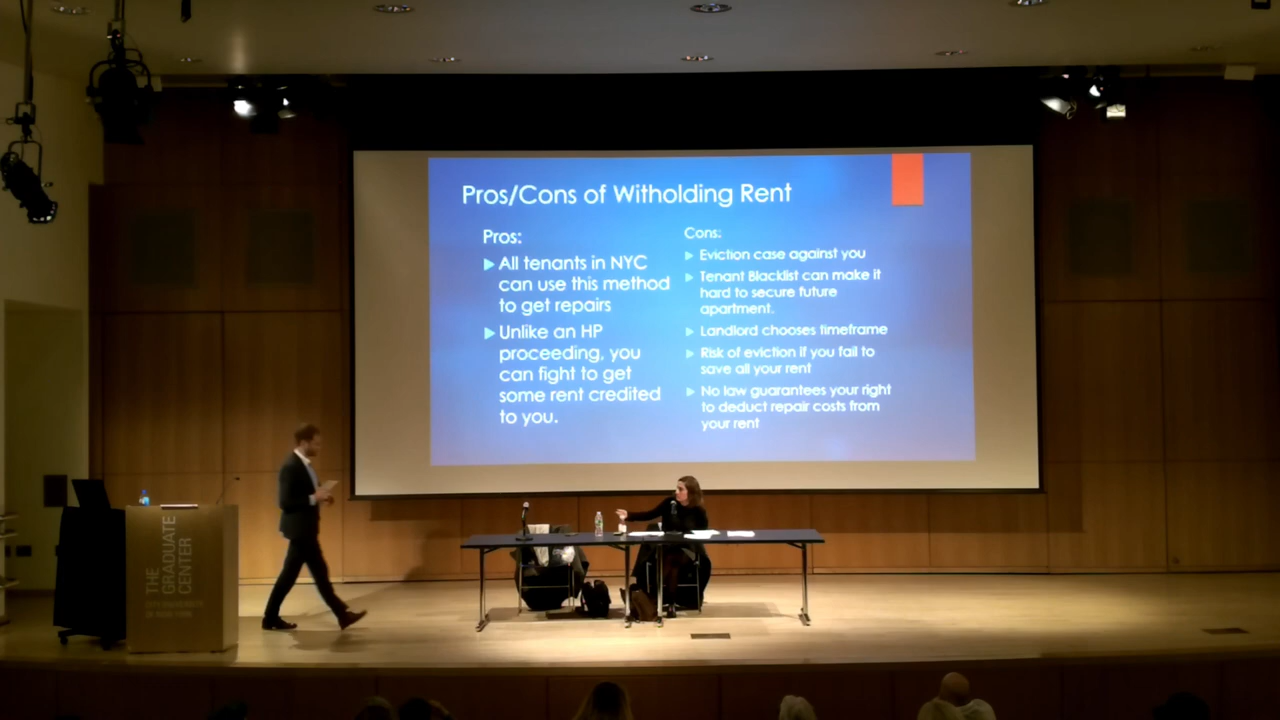 Pros/Cons of Witholding Rent
Pros:
▶ All tenants in NYC
can use this method
to get repairs
▶ Unlike an HP
proceeding, you
can fight to get
some rent credited
to you.
Cons:
▶ Eviction case against you
▶ Tenant Blacklist can make it
hard to secure future
apartment.
▶ Landlord chooses timeframe
▶ Risk of eviction if you fail to
save all your rent
▶ No law guarantees your right
to deduct repair costs from
your rent
THE
GRADUATE
CENTER